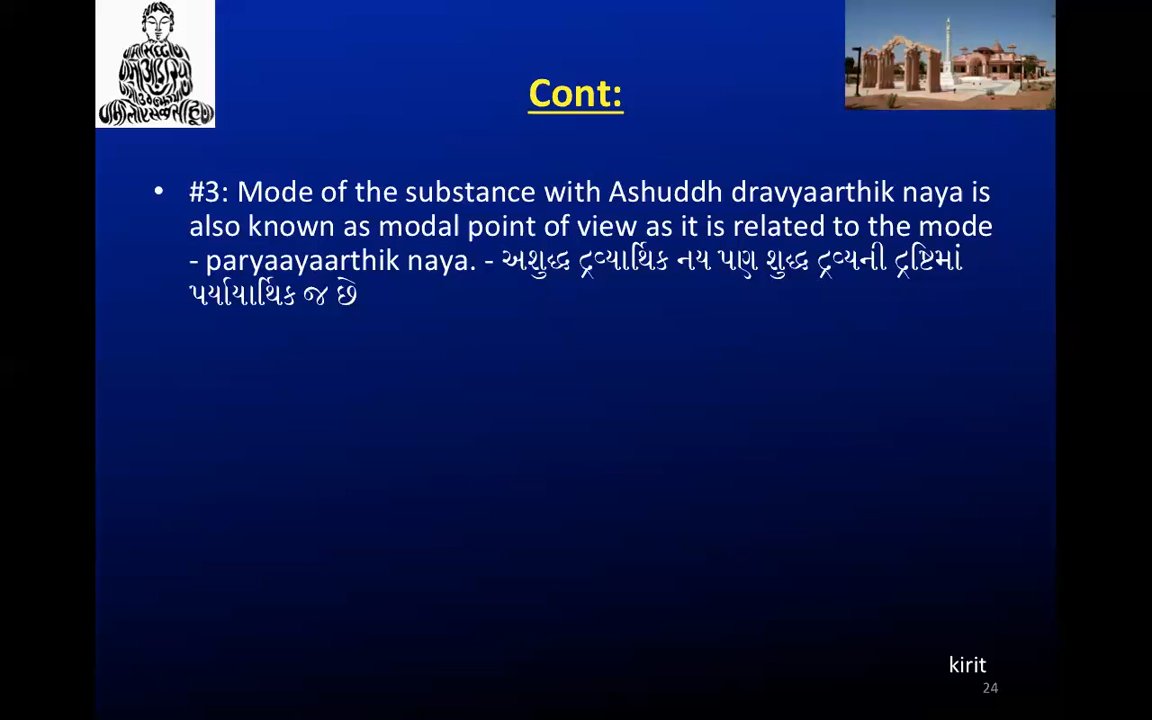 Cont:
• #3: Mode of the substance with Ashuddh dravyaarthik naya is
also known as modal point of view as it is related to the mode
- paryaayaarthik naya. - અશુદ્ધ દ્રવ્યાર્થિક નય પણ શુદ્ધ દ્રવ્યની દ્રષ્ટિમાં
પર્યાયાર્થિક જ છે
kirit
24